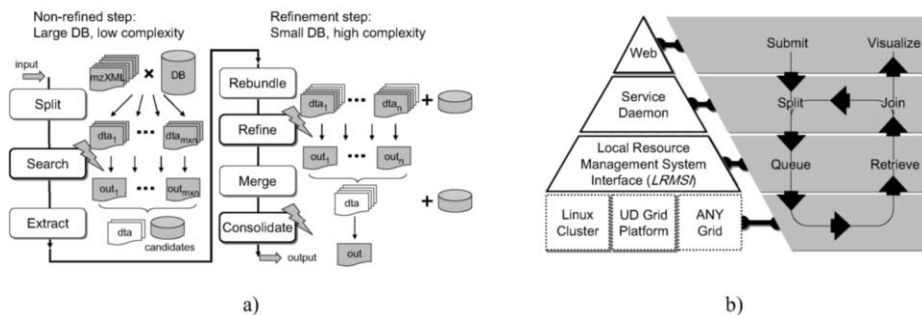 Non-refined step:
Large DB, low complexity
input
mzXML
×
DB
Split
dta1
dtamxn
Search
out1
outmxn
Extract
dta
candidates
Refinement step:
Small DB, high complexity
Rebundle
dta1
dtan
+
Refine
out1
outn
Merge
dta
+
Consolidate
output
out
a)
Web
Service
Daemon
Local Resource
Management System
Interface (LRMSI)
Linux
Cluster
UD Grid
Platform
ANY
Grid
Submit
Visualize
Split
Join
Queue
Retrieve
b)